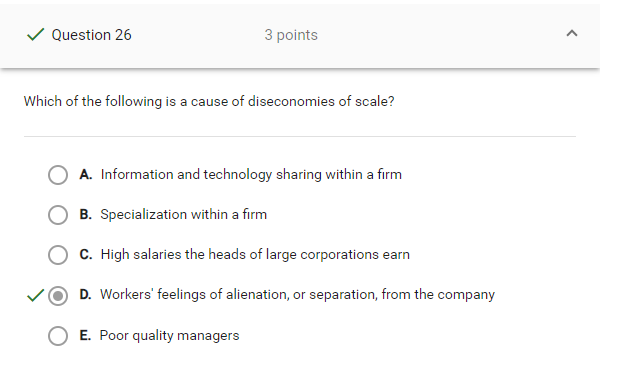 Question 26 3 points
Which of the following is a cause of diseconomies of scale?
A. Information and technology sharing within a firm
B. Specialization within a firm
C. High salaries the heads of large corporations earn
D. Workers' feelings of alienation, or separation, from the company
E. Poor quality managers